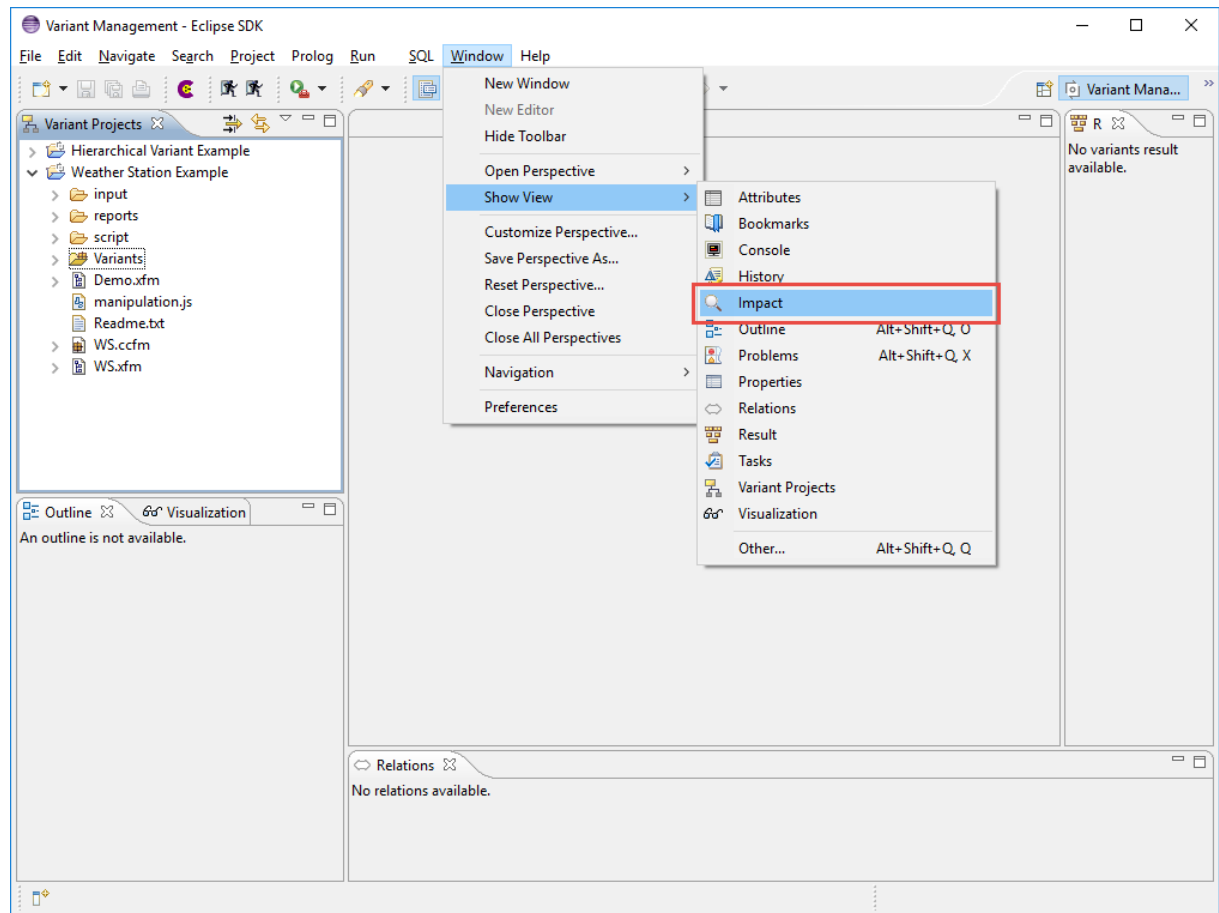 Variant Management - Eclipse SDK
File Edit Navigate Search Project Prolog Run SQL Window Help
Variant Mana...
Variant Projects
Hierarchical Variant Example
Weather Station Example
input
reports
script
Variants
Demo.xfm
manipulation.js
Readme.txt
WS.ccfm
WS.xfm
New Window
New Editor
Hide Toolbar
Open Perspective
Show View
Customize Perspective...
Save Perspective As...
Reset Perspective...
Close Perspective
Close All Perspectives
Navigation
Preferences
Attributes
Bookmarks
Console
History
Impact
Outline Alt+Shift+Q, O
Problems Alt+Shift+Q, X
Properties
Relations
Result
Tasks
Variant Projects
Visualization
Other... Alt+Shift+Q, Q
R
No variants result
available.
Outline Visualization
An outline is not available.
Relations
No relations available.